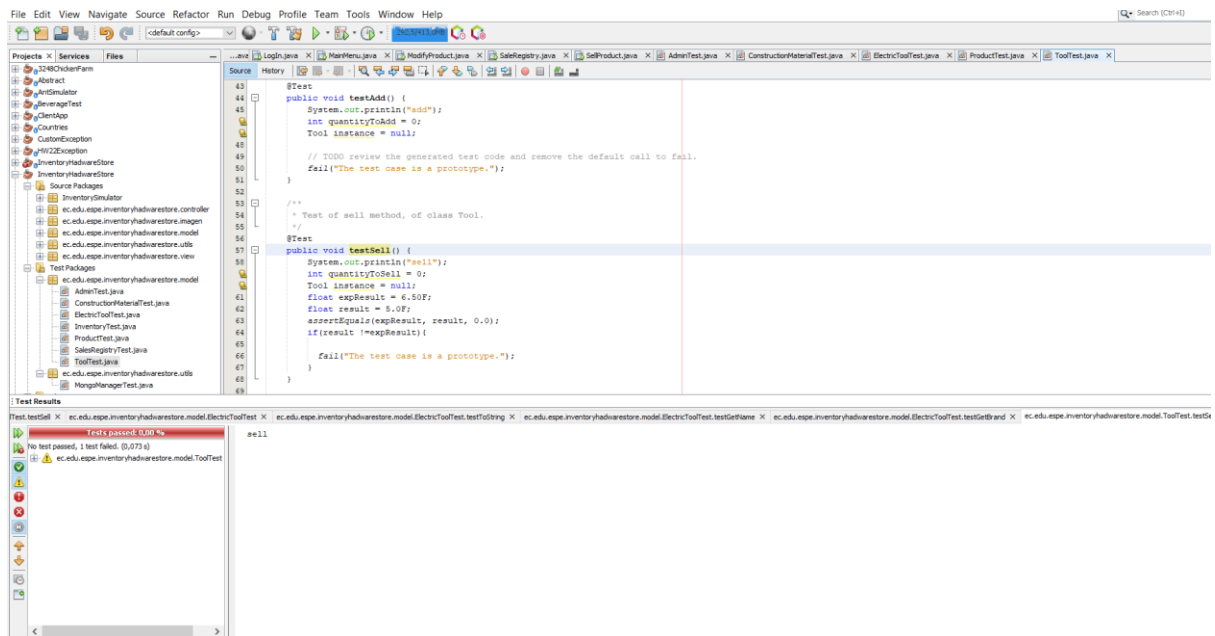 File Edit View Navigate Source Refactor Run Debug Profile Team Tools Window Help
Search (Ctrl+I)
<default config>
Projects Services Files
...ava LogIn.java MainMenu.java ModifyProduct.java SaleRegistry.java SellProduct.java AdminTest.java ConstructionMaterialTest.java ElectricToolTest.java ProductTest.java ToolTest.java
Source History
Abstract
AntSimulator
BeverageTest
ClientApp
Countries
CustomException
HW22Exception
InventoryHadwareStore
InventoryHadwareStore
Source Packages
InventorySimulator
ec.edu.espe.inventoryhadwarestore.controller
ec.edu.espe.inventoryhadwarestore.imagen
ec.edu.espe.inventoryhadwarestore.model
ec.edu.espe.inventoryhadwarestore.utils
ec.edu.espe.inventoryhadwarestore.view
Test Packages
ec.edu.espe.inventoryhadwarestore.model
AdminTest.java
ConstructionMaterialTest.java
ElectricToolTest.java
InventoryTest.java
ProductTest.java
SalesRegistryTest.java
ToolTest.java
ec.edu.espe.inventoryhadwarestore.utils
MongoManagerTest.java
43 @Test
44 public void testAdd() {
45 System.out.println("add");
int quantityToAdd = 0;
Tool instance = null;
48
49 // TODO review the generated test code and remove the default call to fail.
50 fail("The test case is a prototype.");
51 }
52
53 /**
54 * Test of sell method, of class Tool.
55 */
56 @Test
57 public void testSell() {
58 System.out.println("sell");
int quantityToSell = 0;
Tool instance = null;
61 float expResult = 6.50F;
62 float result = 5.0F;
63 assertEquals(expResult, result, 0.0);
64 if(result !=expResult){
65
66 fail("The test case is a prototype.");
67 }
68 }
69
Test Results
lTest.testSell ec.edu.espe.inventoryhadwarestore.model.ElectricToolTest ec.edu.espe.inventoryhadwarestore.model.ElectricToolTest.testToString ec.edu.espe.inventoryhadwarestore.model.ElectricToolTest.testGetName ec.edu.espe.inventoryhadwarestore.model.ElectricToolTest.testGetBrand ec.edu.espe.inventoryhadwarestore.model.ToolTest.testSe
Tests passed: 0,00 %
No test passed, 1 test failed. (0,073 s)
ec.edu.espe.inventoryhadwarestore.model.ToolTest
sell